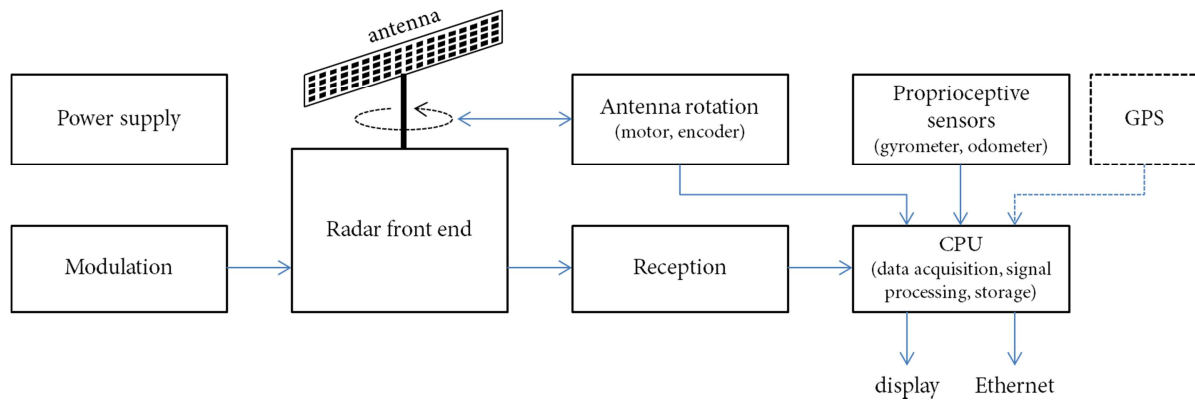 antenna
Power supply
Antenna rotation
(motor, encoder)
Proprioceptive
sensors
(gyrometer, odometer)
GPS
Modulation
Radar front end
Reception
CPU
(data acquisition, signal
processing, storage)
display
Ethernet